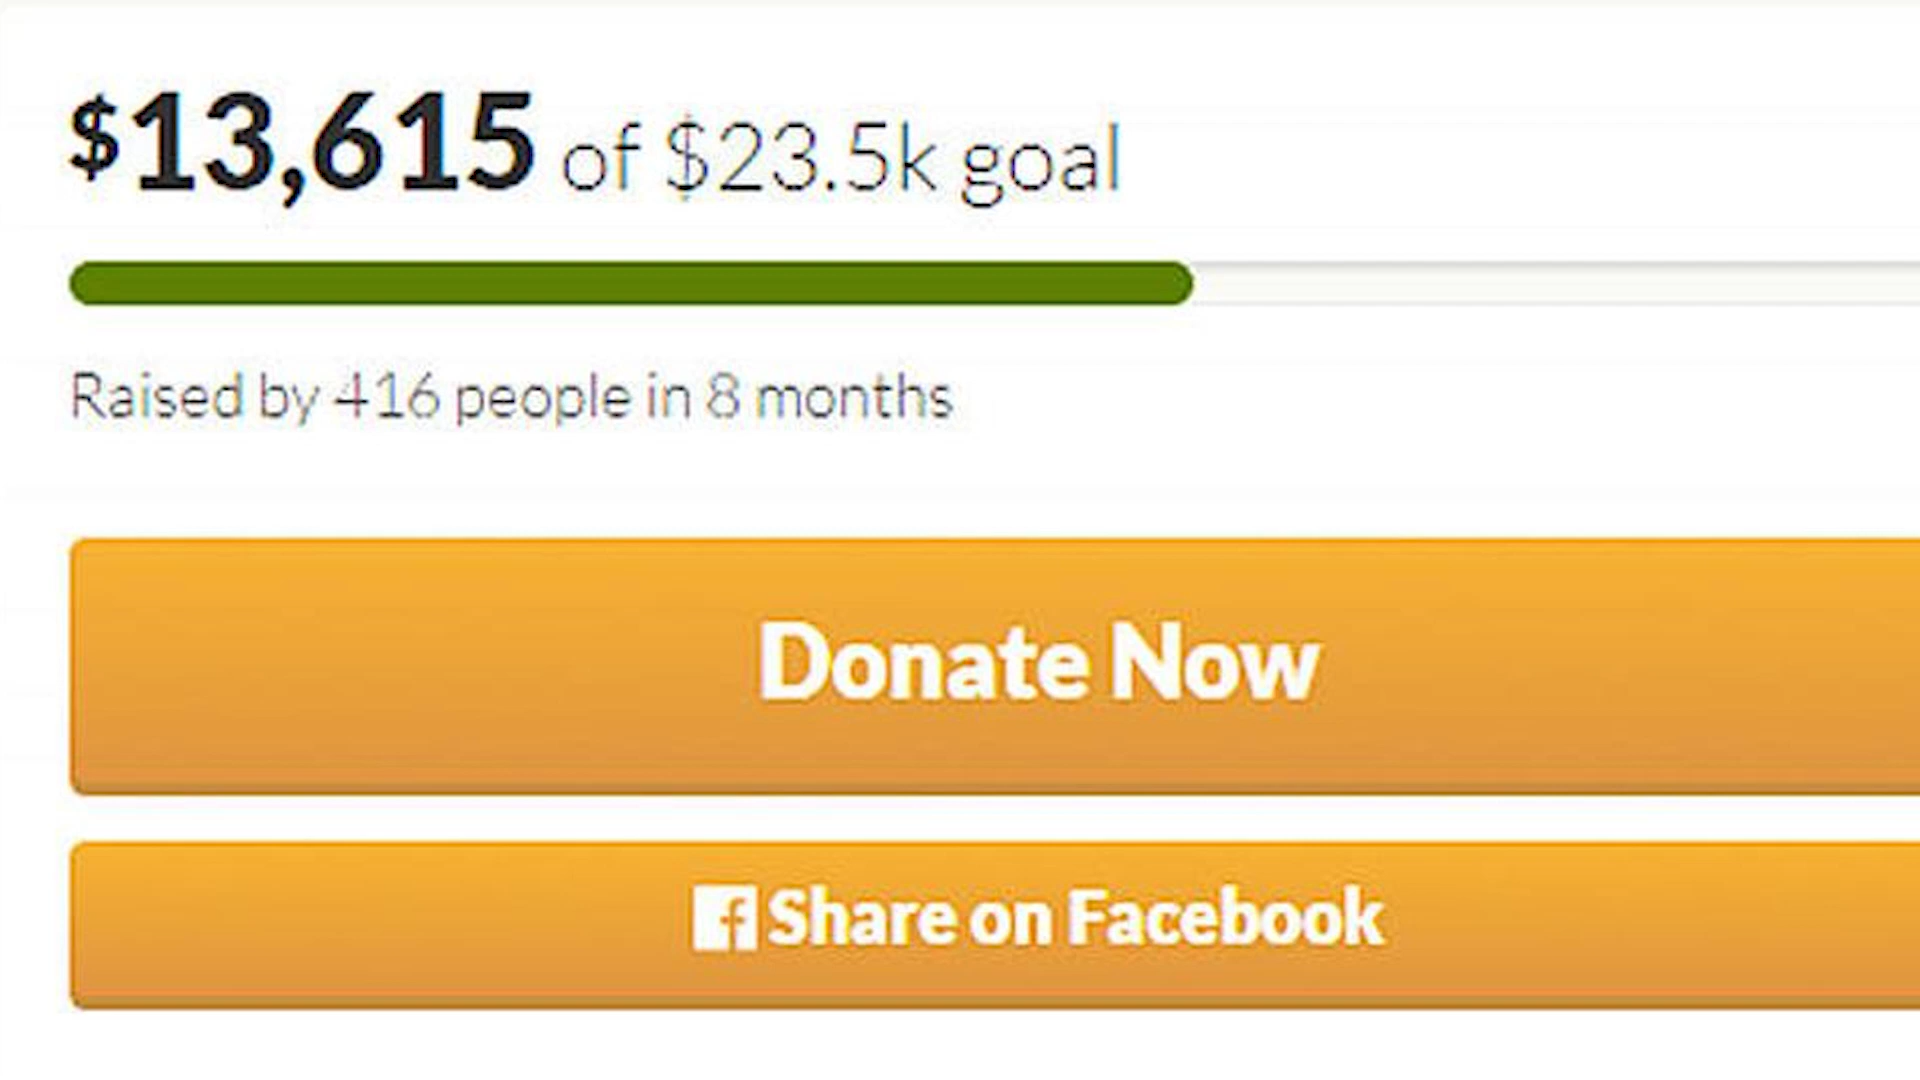 $13,615 of $23.5k goal
Raised by 416 people in 8 months
Donate Now
Share on Facebook